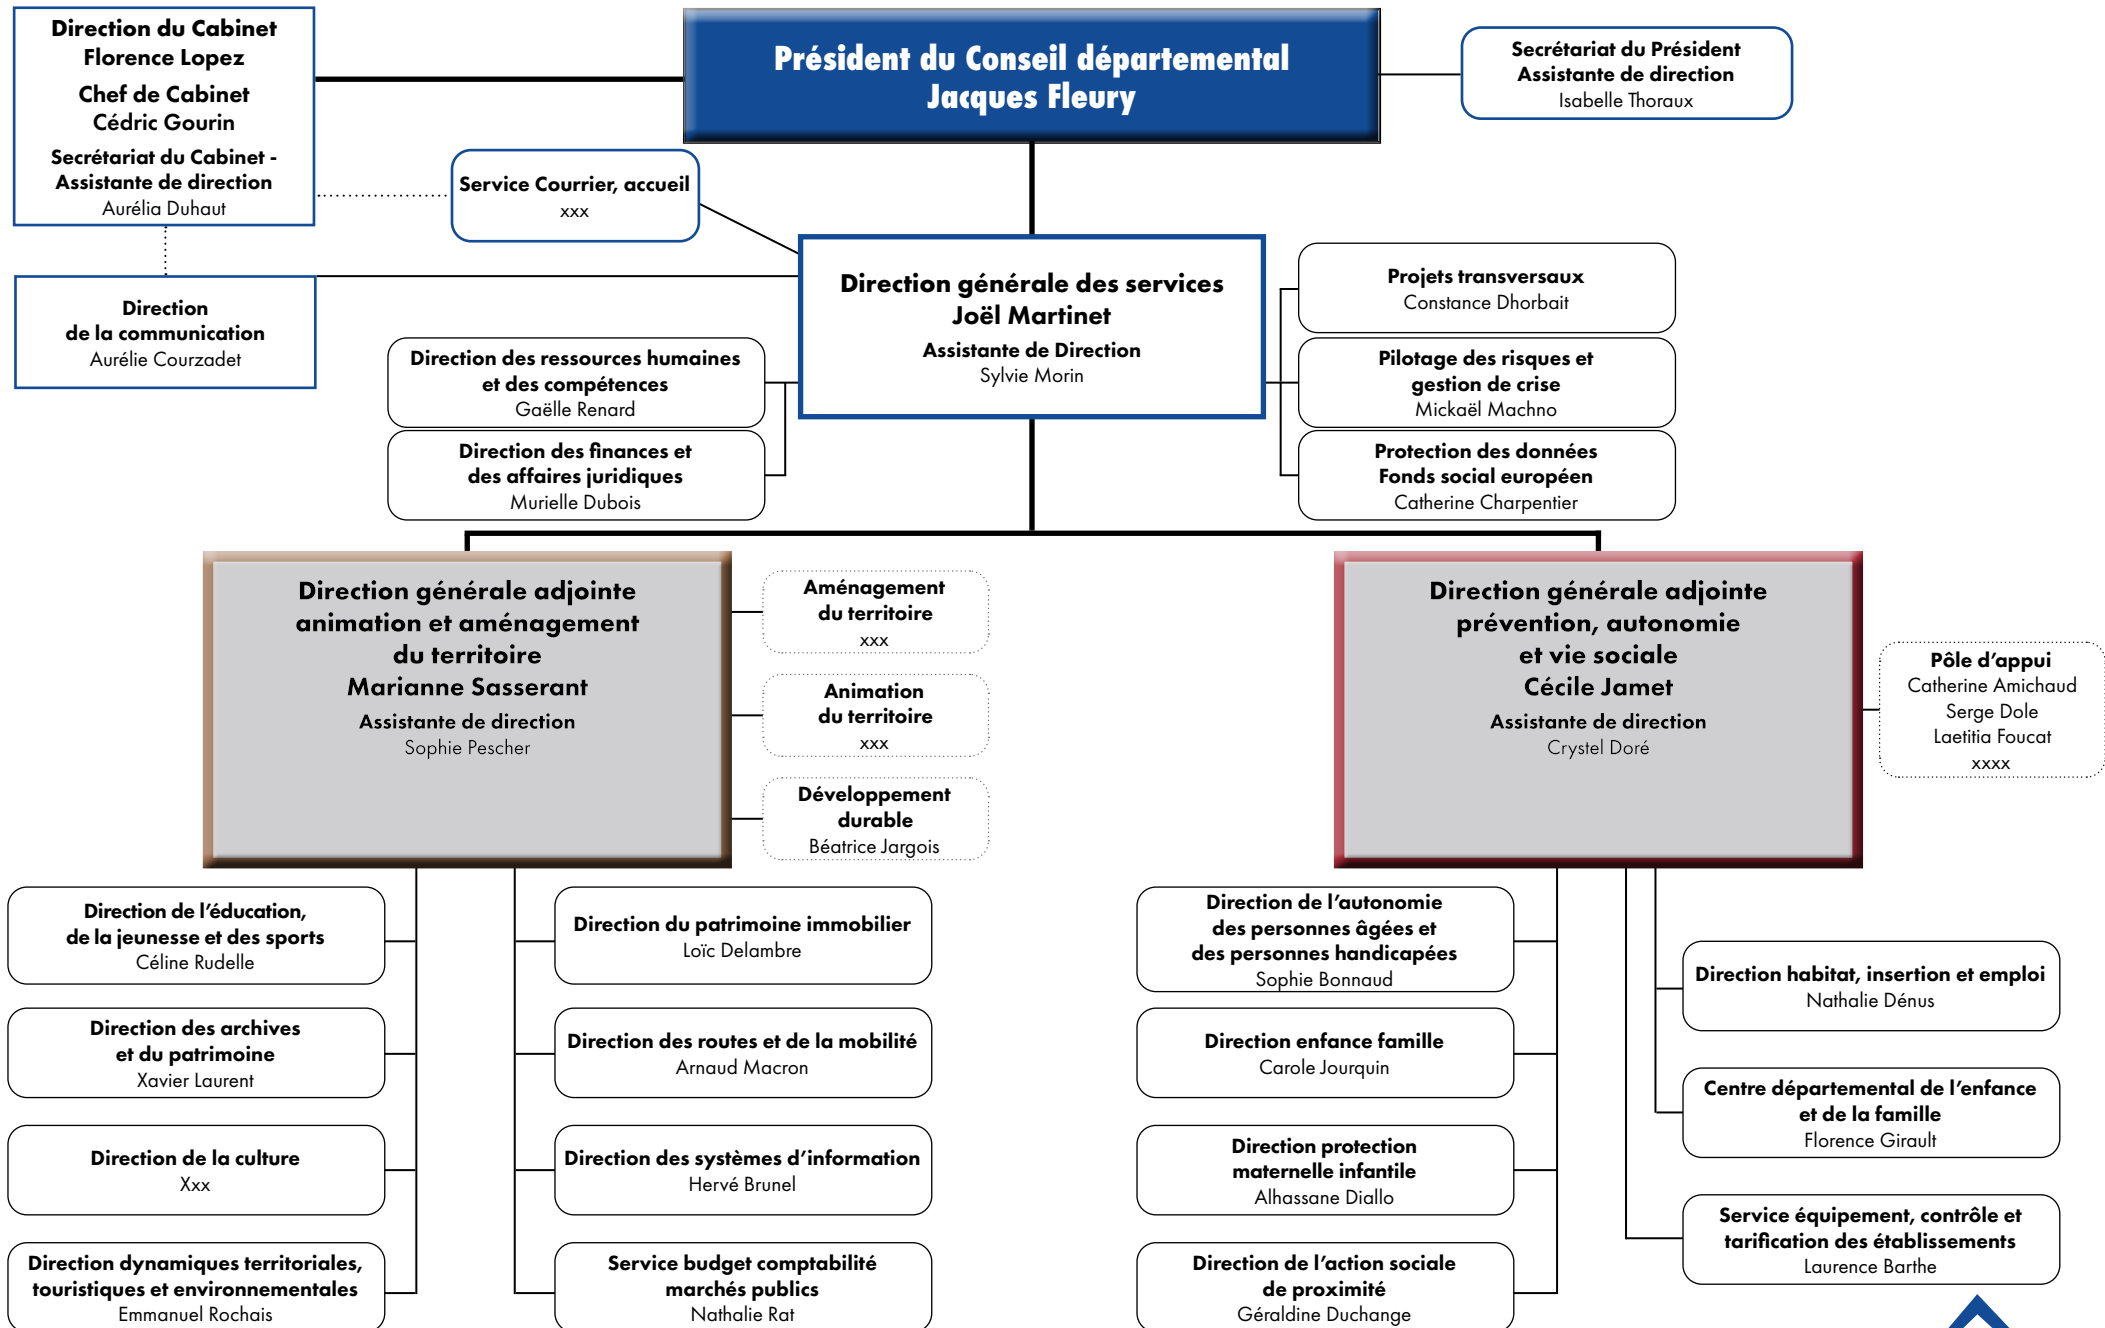 Direction du Cabinet
Florence Lopez
Chef de Cabinet
Cédric Gourin
Secrétariat du Cabinet -
Assistante de direction
Aurélia Duhaut
Président du Conseil départemental
Jacques Fleury
Secrétariat du Président
Assistante de direction
Isabelle Thoraux
Service Courrier, accueil
xxx
Direction
de la communication
Aurélie Courzadet
Direction générale des services
Joël Martinet
Assistante de Direction
Sylvie Morin
Direction des ressources humaines
et des compétences
Gaëlle Renard
Direction des finances et
des affaires juridiques
Murielle Dubois
Projets transversaux
Constance Dhorbait
Pilotage des risques et
gestion de crise
Mickaël Machno
Protection des données
Fonds social européen
Catherine Charpentier
Direction générale adjointe
animation et aménagement
du territoire
Marianne Sasserant
Assistante de direction
Sophie Pescher
Aménagement
du territoire
xxx
Animation
du territoire
xxx
Développement
durable
Béatrice Jargois
Direction générale adjointe
prévention, autonomie
et vie sociale
Cécile Jamet
Assistante de direction
Crystel Doré
Pôle d'appui
Catherine Amichaud
Serge Dole
Laetitia Foucat
xxxx
Direction de l'éducation,
de la jeunesse et des sports
Céline Rudelle
Direction des archives
et du patrimoine
Xavier Laurent
Direction de la culture
Xxx
Direction dynamiques territoriales,
touristiques et environnementales
Emmanuel Rochais
Direction du patrimoine immobilier
Loïc Delambre
Direction des routes et de la mobilité
Arnaud Macron
Direction des systèmes d'information
Hervé Brunel
Service budget comptabilité
marchés publics
Nathalie Rat
Direction de l'autonomie
des personnes âgées et
des personnes handicapées
Sophie Bonnaud
Direction enfance famille
Carole Jourquin
Direction protection
maternelle infantile
Alhassane Diallo
Direction de l'action sociale
de proximité
Géraldine Duchange
Direction habitat, insertion et emploi
Nathalie Dénus
Centre départemental de l'enfance
et de la famille
Florence Girault
Service équipement, contrôle et
tarification des établissements
Laurence Barthe